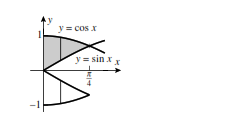 y
y = cos x
1
y = sin x x
π
4
−1